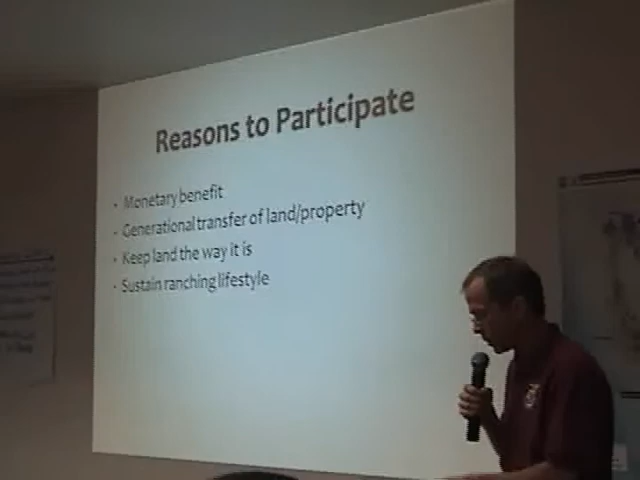 Reasons to Participate
• Monetary benefit
• Generational transfer of land/property
• Keep land the way it is
• Sustain ranching lifestyle